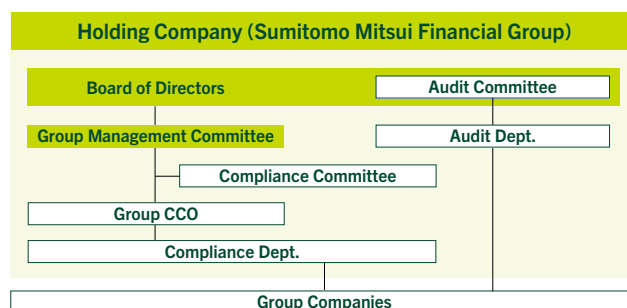 Holding Company (Sumitomo Mitsui Financial Group)
Board of Directors
Audit Committee
Group Management Committee
Audit Dept.
Compliance Committee
Group CCO
Compliance Dept.
Group Companies